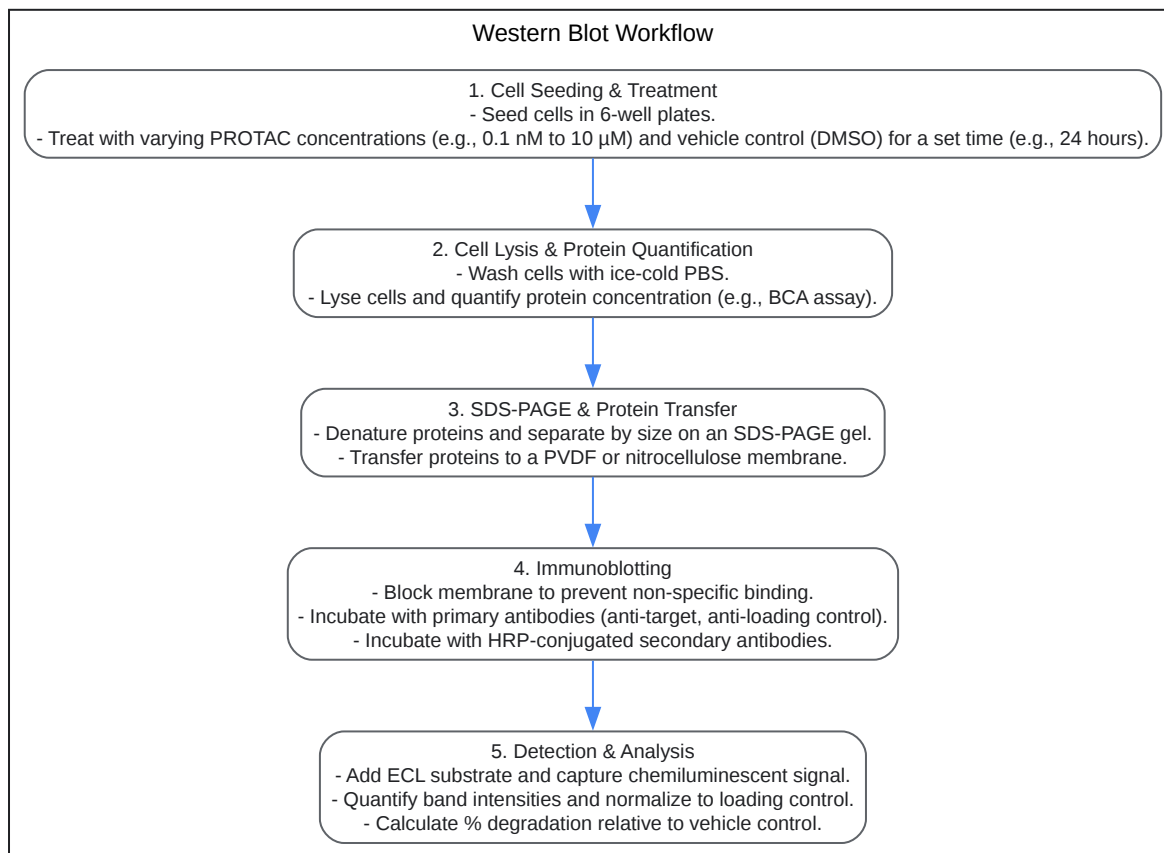 Western Blot Workflow
1. Cell Seeding & Treatment
- Seed cells in 6-well plates.
- Treat with varying PROTAC concentrations (e.g., 0.1 nM to 10 µM) and vehicle control (DMSO) for a set time (e.g., 24 hours).
2. Cell Lysis & Protein Quantification
- Wash cells with ice-cold PBS.
- Lyse cells and quantify protein concentration (e.g., BCA assay).
3. SDS-PAGE & Protein Transfer
- Denature proteins and separate by size on an SDS-PAGE gel.
- Transfer proteins to a PVDF or nitrocellulose membrane.
4. Immunoblotting
- Block membrane to prevent non-specific binding.
- Incubate with primary antibodies (anti-target, anti-loading control).
- Incubate with HRP-conjugated secondary antibodies.
5. Detection & Analysis
- Add ECL substrate and capture chemiluminescent signal.
- Quantify band intensities and normalize to loading control.
- Calculate % degradation relative to vehicle control.